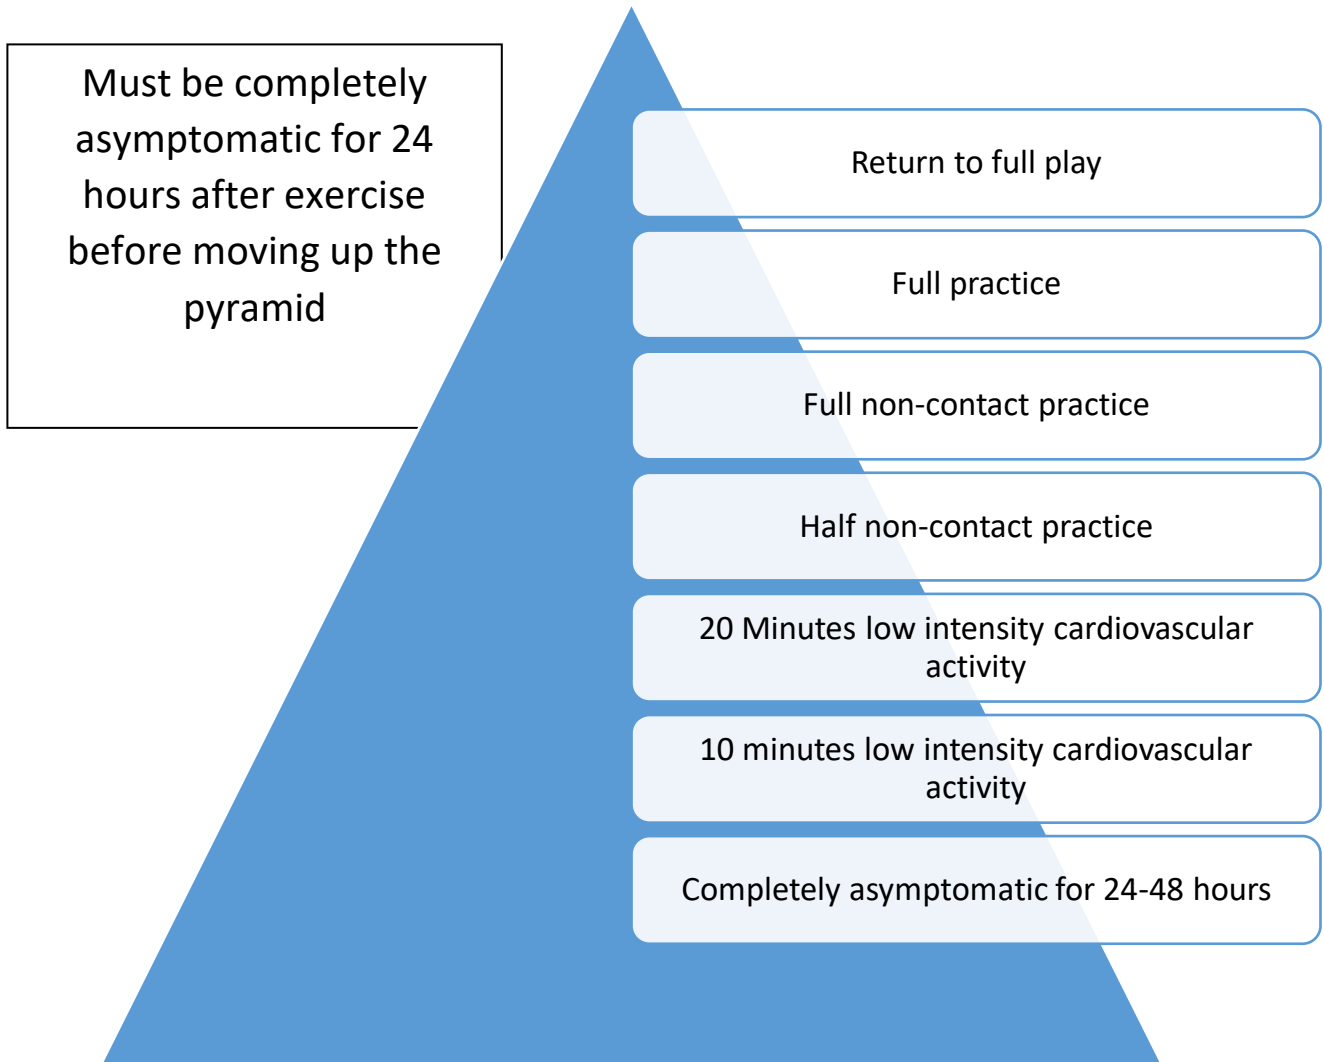 Must be completely
asymptomatic for 24
hours after exercise
before moving up the
pyramid
Return to full play
Full practice
Full non-contact practice
Half non-contact practice
20 Minutes low intensity cardiovascular
activity
10 minutes low intensity cardiovascular
activity
Completely asymptomatic for 24-48 hours